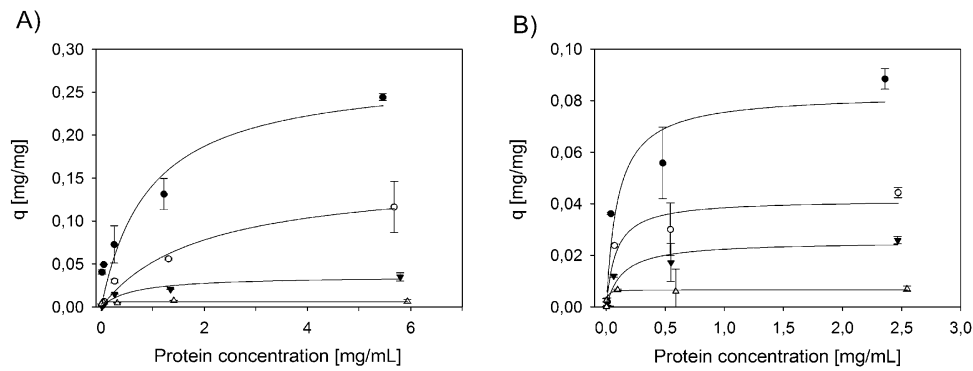 A)
B)
0,30
0,25
0,20
0,15
0,10
0,05
0,00
q [mg/mg]
0 2 4 6
Protein concentration [mg/mL]
0,10
0,08
0,06
0,04
0,02
0,00
q [mg/mg]
0,0 0,5 1,0 1,5 2,0 2,5 3,0
Protein concentration [mg/mL]